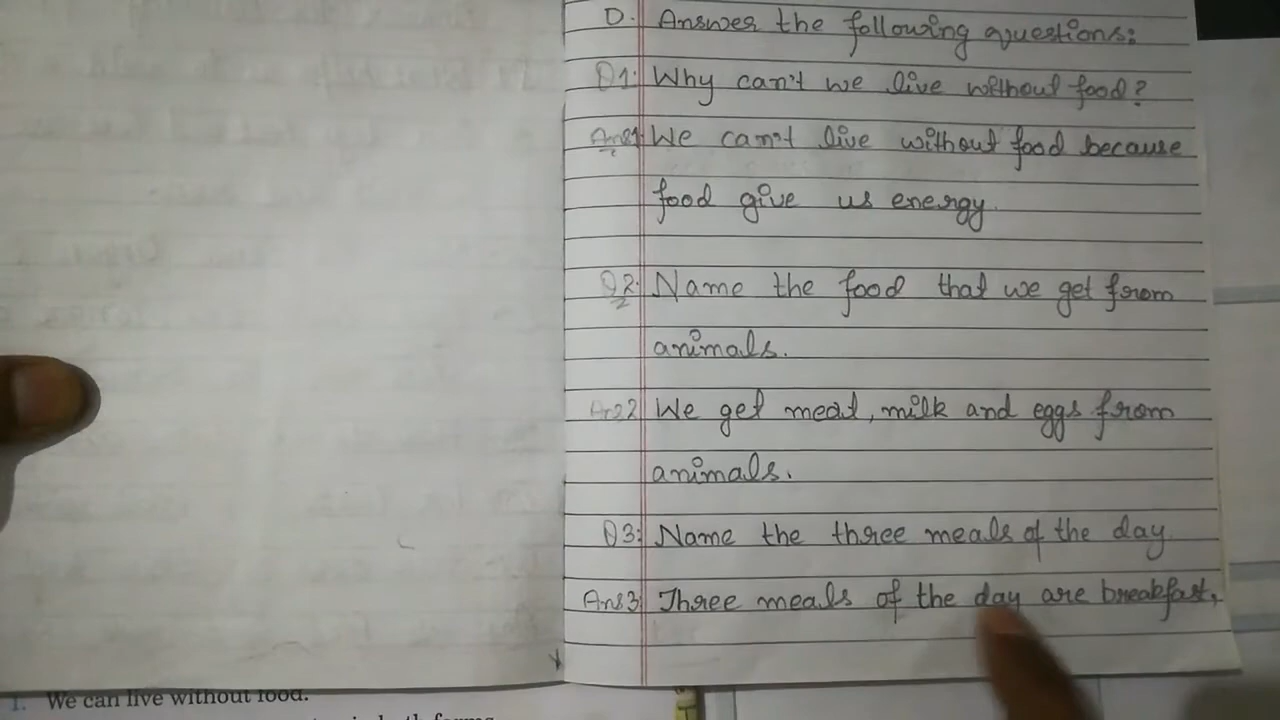 D. Answer the following questions:
Q1: Why can't we live without food?
Ans1 We can't live without food because
food give us energy.
Q2: Name the food that we get from
animals.
Ans2 We get meat, milk and eggs from
animals.
Q3: Name the three meals of the day
Ans3 Three meals of the day are breakfast,
1. We can live without food.